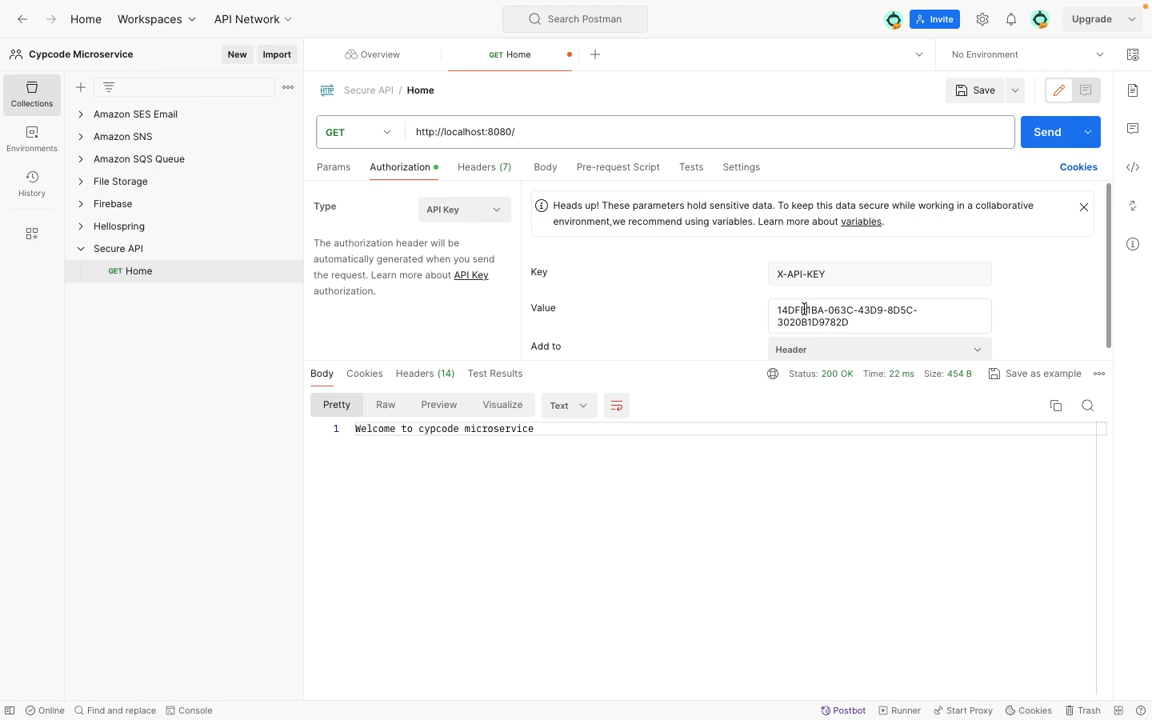 Home
Workspaces
API Network
Search Postman
Invite
Upgrade
Cypcode Microservice
New
Import
Overview
GET Home
No Environment
Collections
Environments
History
Amazon SES Email
Amazon SNS
Amazon SQS Queue
File Storage
Firebase
Hellospring
Secure API
GET Home
HTTP
Secure API / Home
Save
GET
http://localhost:8080/
Send
Params
Authorization
Headers (7)
Body
Pre-request Script
Tests
Settings
Cookies
Type
API Key
The authorization header will be
automatically generated when you send
the request. Learn more about API Key
authorization.
Heads up! These parameters hold sensitive data. To keep this data secure while working in a collaborative
environment,we recommend using variables. Learn more about variables.
Key
X-API-KEY
Value
3020B1D9782D
Add to
Header
Body
Cookies
Headers (14)
Test Results
Status: 200 OK
Time: 22 ms
Size: 454 B
Save as example
Pretty
Raw
Preview
Visualize
Text
1 Welcome to cypcode microservice
Online
Find and replace
Console
Postbot
Runner
Start Proxy
Cookies
Trash